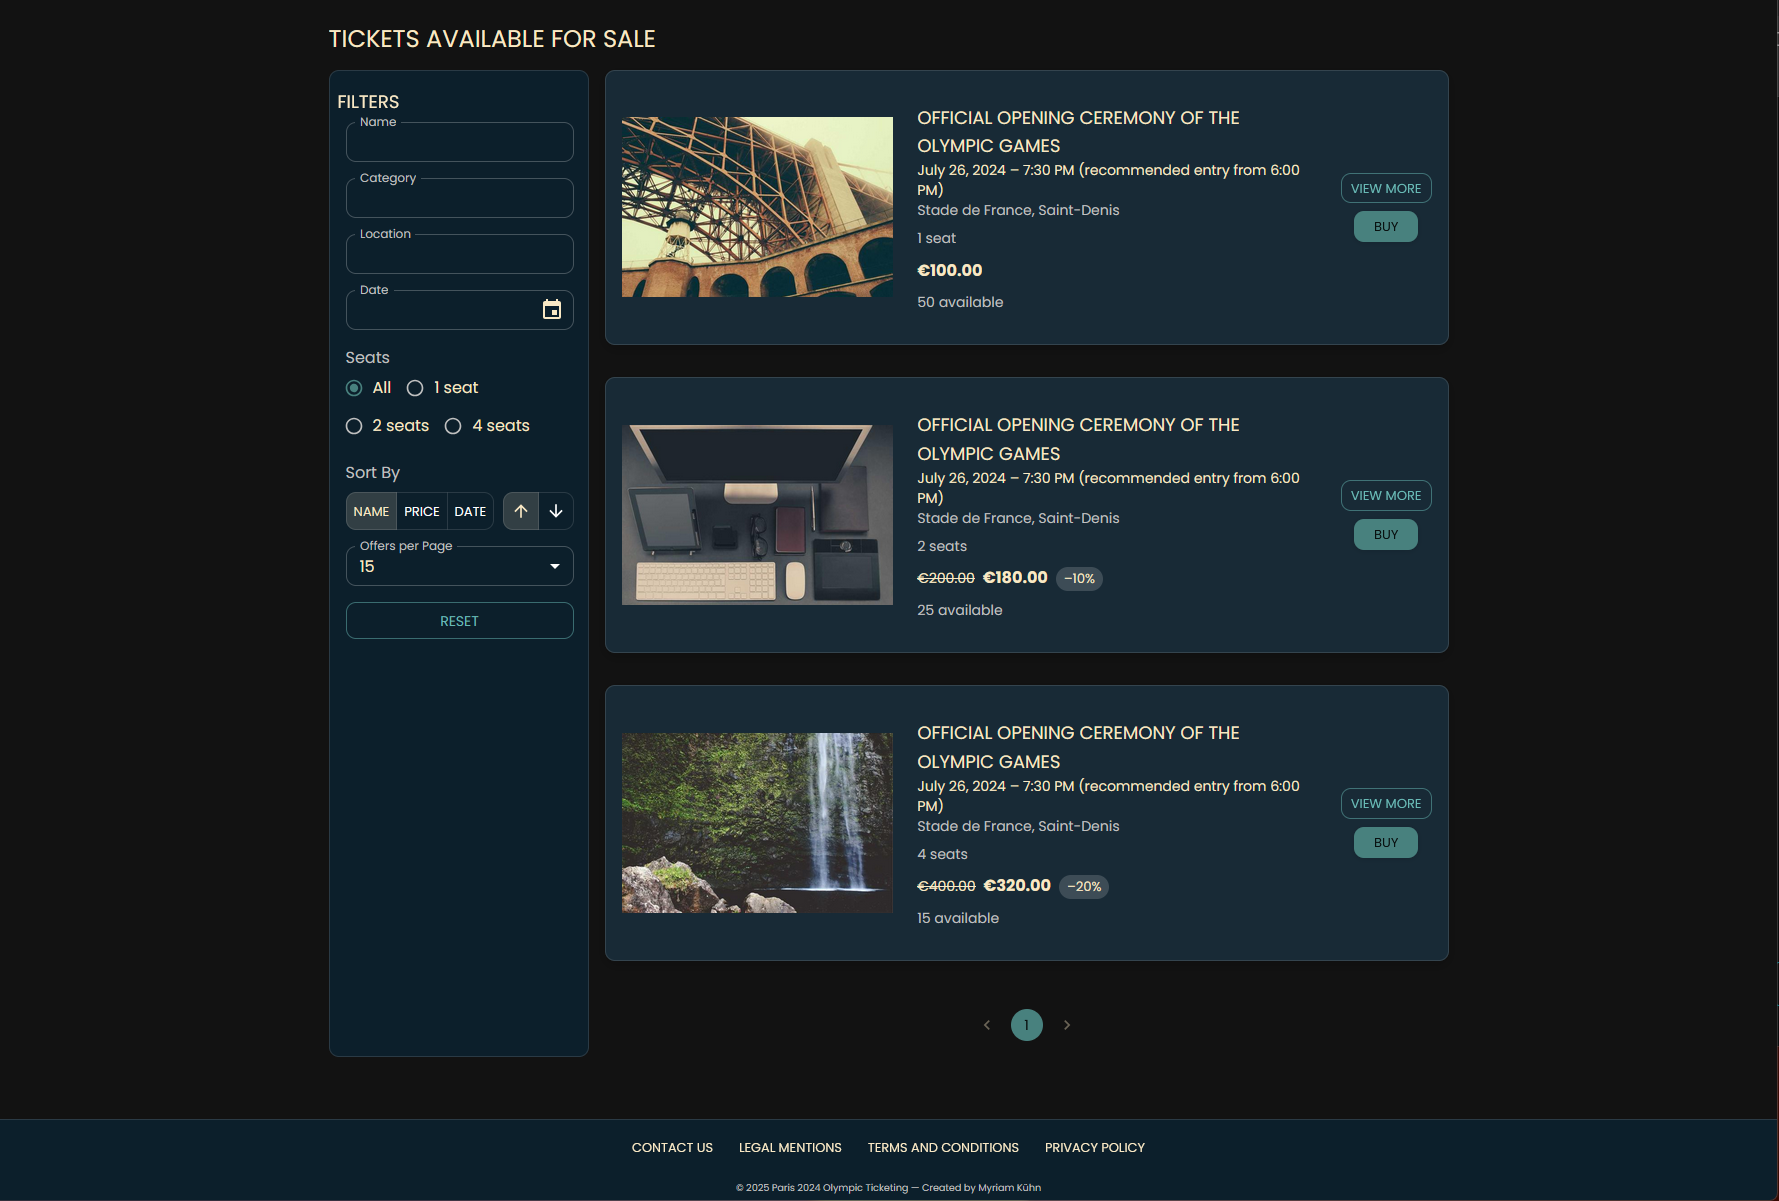 TICKETS AVAILABLE FOR SALE
FILTERS
Name
Category
Location
Date
Seats
All
1 seat
2 seats
4 seats
Sort By
NAME
PRICE
DATE
Offers per Page
15
RESET
OFFICIAL OPENING CEREMONY OF THE
OLYMPIC GAMES
July 26, 2024 – 7:30 PM (recommended entry from 6:00
PM)
Stade de France, Saint-Denis
1 seat
€100.00
50 available
VIEW MORE
BUY
OFFICIAL OPENING CEREMONY OF THE
OLYMPIC GAMES
July 26, 2024 – 7:30 PM (recommended entry from 6:00
PM)
Stade de France, Saint-Denis
2 seats
€200.00 €180.00 –10%
25 available
VIEW MORE
BUY
OFFICIAL OPENING CEREMONY OF THE
OLYMPIC GAMES
July 26, 2024 – 7:30 PM (recommended entry from 6:00
PM)
Stade de France, Saint-Denis
4 seats
€400.00 €320.00 –20%
15 available
VIEW MORE
BUY
1
CONTACT US LEGAL MENTIONS TERMS AND CONDITIONS PRIVACY POLICY
© 2025 Paris 2024 Olympic Ticketing — Created by Myriam Kühn